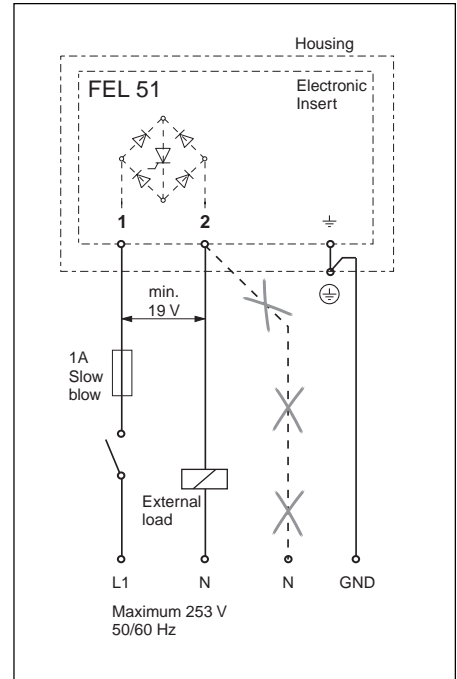 Housing
FEL 51
Electronic
Insert
1
2
min.
19 V
1A
Slow
blow
External
load
L1
N
N
GND
Maximum 253 V
50/60 Hz